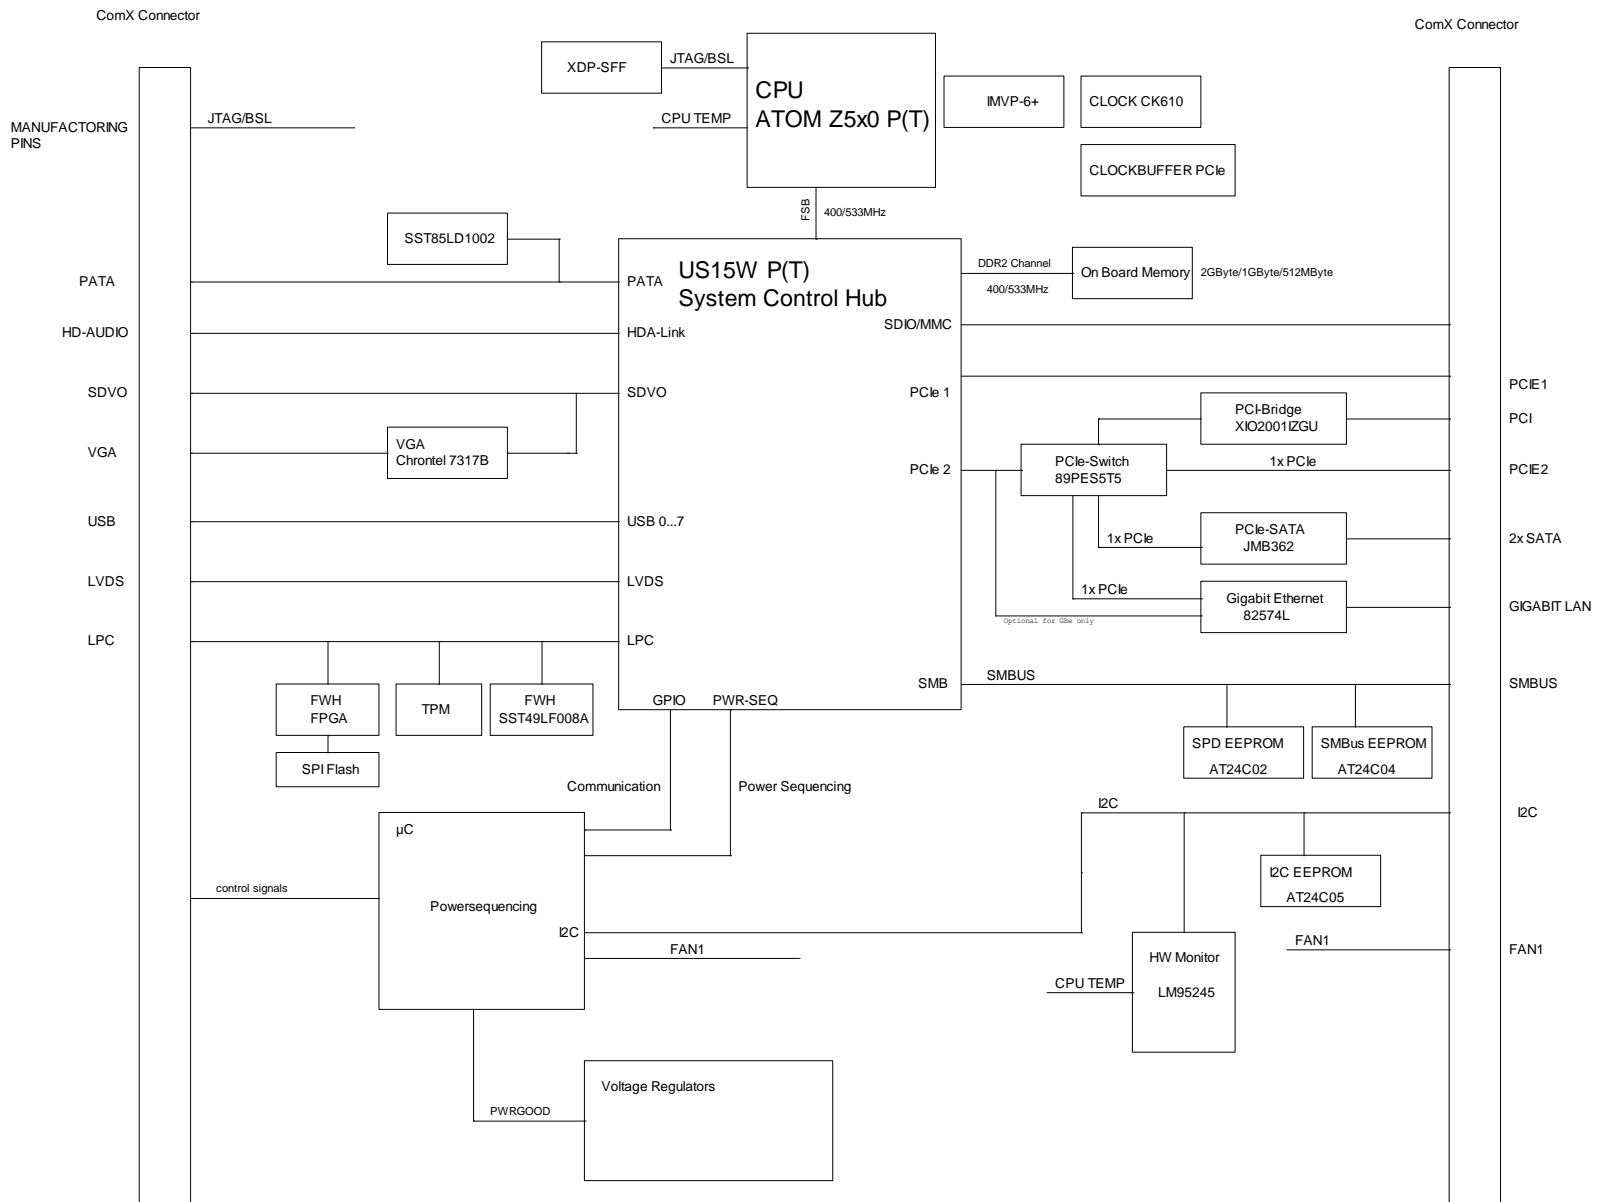 ComX Connector
ComX Connector
XDP-SFF
JTAG/BSL
CPU
ATOM Z5x0 P(T)
IMVP-6+
CLOCK CK610
MANUFACTORING
PINS
JTAG/BSL
CPU TEMP
CLOCKBUFFER PCIe
FSB
400/533MHz
SST85LD1002
US15W P(T)
System Control Hub
DDR2 Channel
400/533MHz
On Board Memory
2GByte/1GByte/512MByte
PATA
PATA
SDIO/MMC
HD-AUDIO
HDA-Link
SDVO
SDVO
PCIe 1
PCIE1
PCI-Bridge
XIO2001IZGU
PCI
VGA
VGA
Chrontel 7317B
PCIe 2
PCIe-Switch
89PES5T5
1x PCIe
PCIE2
USB
USB 0...7
1x PCIe
PCIe-SATA
JMB362
2x SATA
LVDS
LVDS
1x PCIe
Gigabit Ethernet
82574L
GIGABIT LAN
Optional for GBe only
LPC
LPC
FWH
FPGA
TPM
FWH
SST49LF008A
GPIO
PWR-SEQ
SMB
SMBUS
SMBUS
SPI Flash
SPD EEPROM
AT24C02
SMBus EEPROM
AT24C04
Communication
Power Sequencing
I2C
I2C
µC
Powersequencing
I2C
control signals
I2C EEPROM
AT24C05
FAN1
FAN1
FAN1
HW Monitor
LM95245
CPU TEMP
Voltage Regulators
PWRGOOD